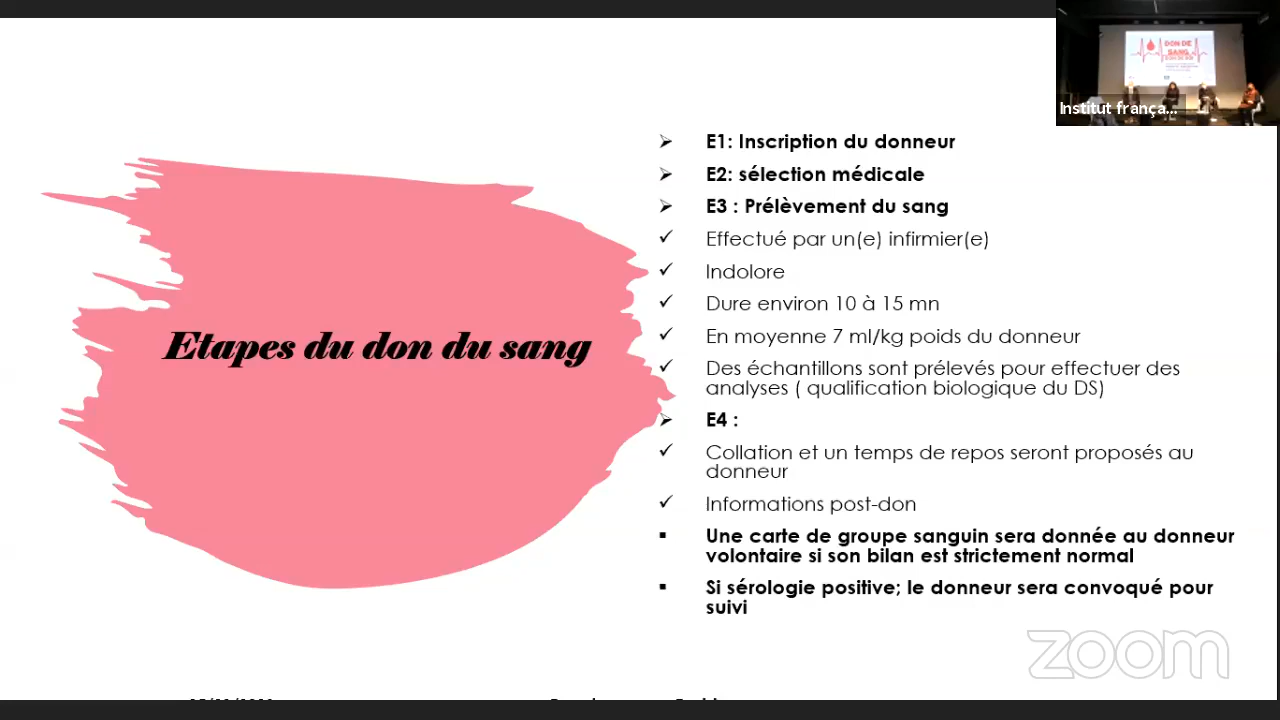 DON DE
SANG
Institut frança...
E1: Inscription du donneur
E2: sélection médicale
E3 : Prélèvement du sang
Effectué par un(e) infirmier(e)
Indolore
Dure environ 10 à 15 mn
En moyenne 7 ml/kg poids du donneur
Des échantillons sont prélevés pour effectuer des
analyses ( qualification biologique du DS)
E4 :
Collation et un temps de repos seront proposés au
donneur
Informations post-don
Une carte de groupe sanguin sera donnée au donneur
volontaire si son bilan est strictement normal
Si sérologie positive; le donneur sera convoqué pour
suivi
Etapes du don du sang
zoom